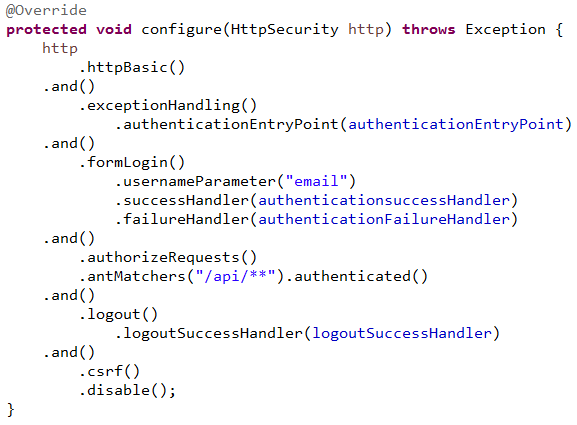 @Override
protected void configure(HttpSecurity http) throws Exception {
    http
        .httpBasic()
    .and()
        .exceptionHandling()
            .authenticationEntryPoint(authenticationEntryPoint)
    .and()
        .formLogin()
            .usernameParameter("email")
            .successHandler(authenticationsuccessHandler)
            .failureHandler(authenticationFailureHandler)
    .and()
        .authorizeRequests()
        .antMatchers("/api/**").authenticated()
    .and()
        .logout()
            .logoutSuccessHandler(logoutSuccessHandler)
    .and()
        .csrf()
        .disable();
}